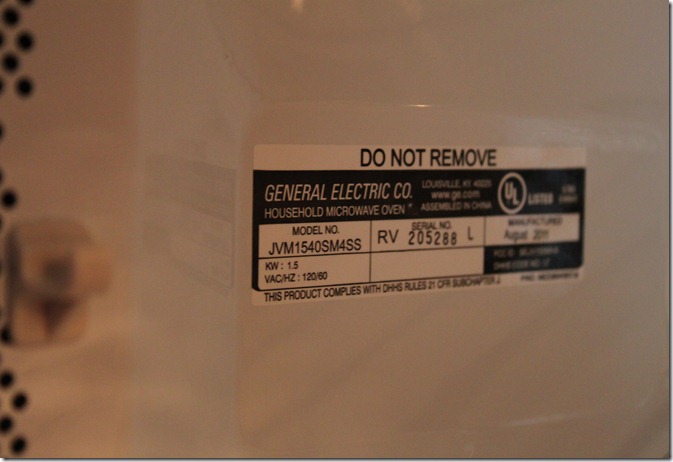 DO NOT REMOVE
GENERAL ELECTRIC CO.
LOUISVILLE, KY. 40225
www.ge.com
HOUSEHOLD MICROWAVE OVEN
ASSEMBLED IN CHINA
UL LISTED
MODEL NO.
JVM1540SM4SS
SERIAL NO.
RV 205288 L
MANUFACTURED
August 2011
KW : 1.5
VAC/HZ : 120/60
THIS PRODUCT COMPLIES WITH DHHS RULES 21 CFR SUBCHAPTER J.